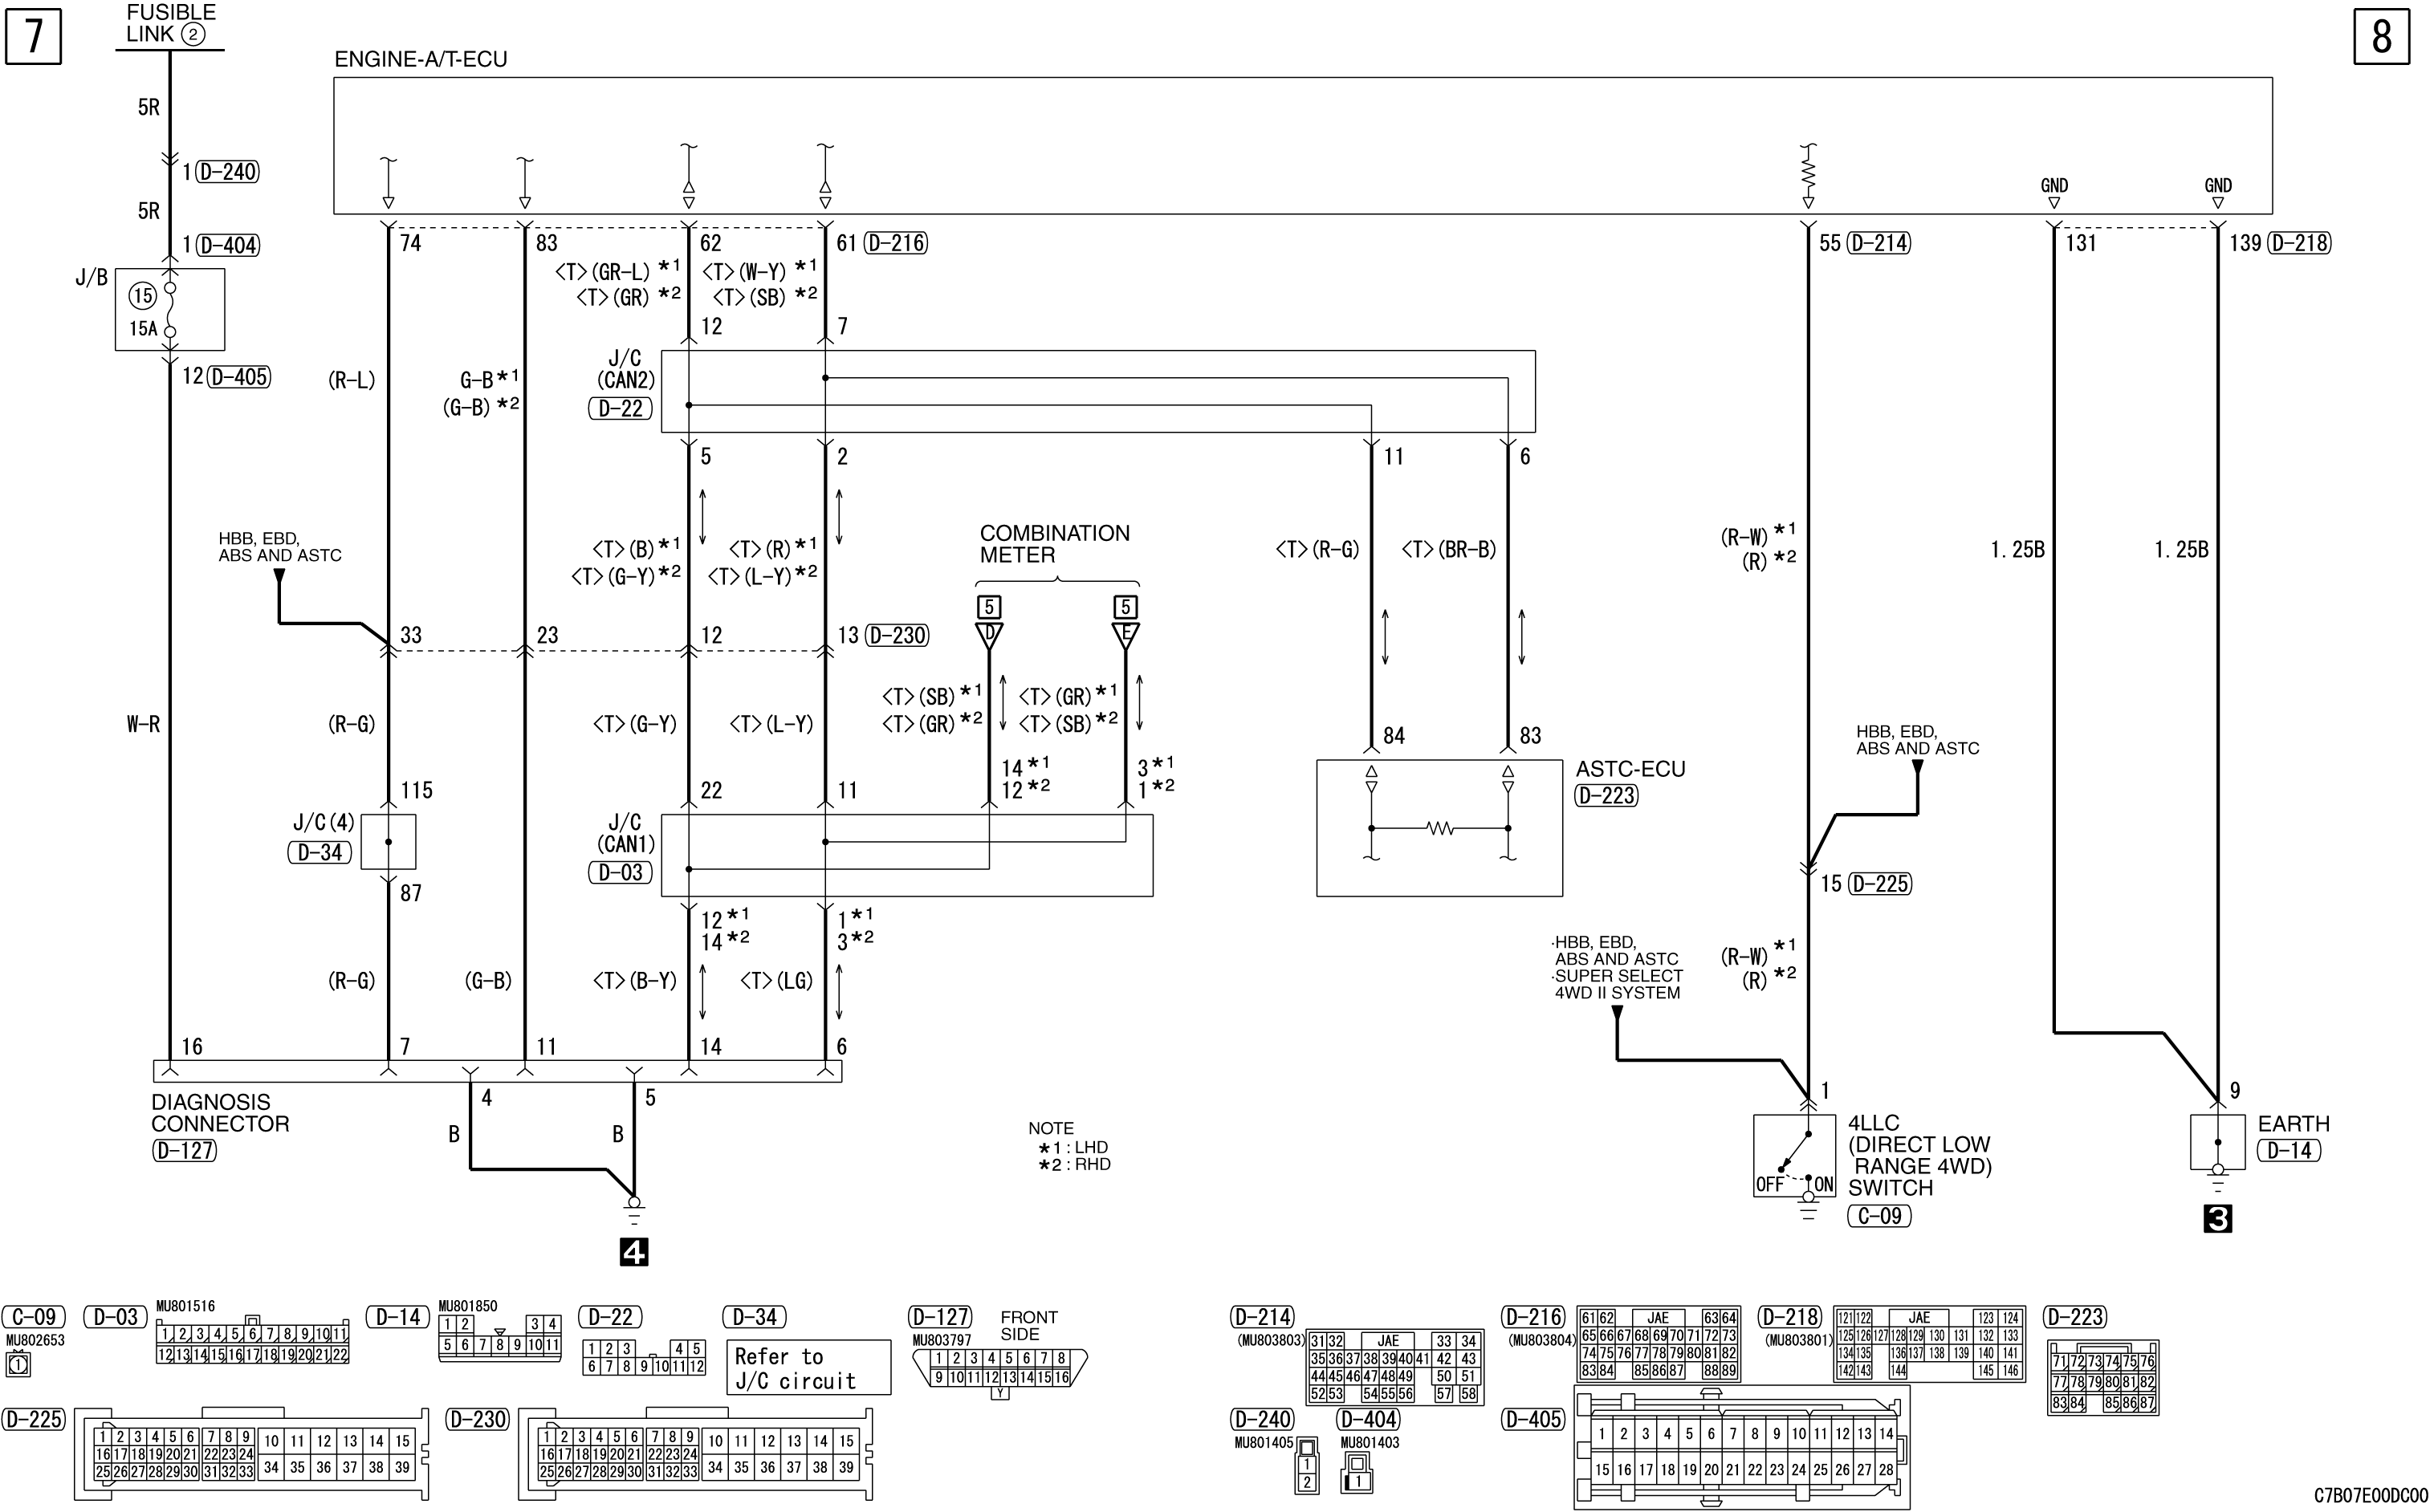 7
FUSIBLE
LINK 2
8
ENGINE-A/T-ECU
5R
1 D-240
5R
1 D-404
GND
GND
74
83
62
61 D-216
55 D-214
131
139 D-218
J/B
15
15A
<T>(GR-L) *1
<T>(GR) *2
<T>(W-Y) *1
<T>(SB) *2
12
7
12 D-405
(R-L)
G-B*1
(G-B)*2
J/C
(CAN2)
D-22
5
2
11
6
HBB, EBD,
ABS AND ASTC
<T>(B)*1
<T>(G-Y)*2
<T>(R)*1
<T>(L-Y)*2
COMBINATION
METER
<T>(R-G)
<T>(BR-B)
(R-W)*1
(R) *2
1.25B
1.25B
5
5
D
E
33
23
12
13 D-230
W-R
(R-G)
<T>(G-Y)
<T>(L-Y)
<T>(SB)*1
<T>(GR)*2
<T>(GR)*1
<T>(SB)*2
84
83
HBB, EBD,
ABS AND ASTC
14*1
12*2
3*1
1*2
115
22
11
ASTC-ECU
D-223
J/C(4)
D-34
J/C
(CAN1)
D-03
87
12*1
14*2
1*1
3*2
15 D-225
(R-G)
(G-B)
<T>(B-Y)
<T>(LG)
·HBB, EBD,
ABS AND ASTC
·SUPER SELECT
4WD II SYSTEM
(R-W)*1
(R)*2
16
7
11
14
6
1
9
DIAGNOSIS
CONNECTOR
D-127
4
5
B
B
NOTE
*1 : LHD
*2 : RHD
4LLC
(DIRECT LOW
RANGE 4WD)
SWITCH
C-09
OFF
ON
EARTH
D-14
4
3
C-09
MU802653
1
D-03
MU801516
1 2 3 4 5 6 7 8 9 10 11
12 13 14 15 16 17 18 19 20 21 22
D-14
MU801850
1 2 3 4
5 6 7 8 9 10 11
D-22
1 2 3 4 5
6 7 8 9 10 11 12
D-34
Refer to
J/C circuit
D-127
MU803797
FRONT
SIDE
1 2 3 4 5 6 7 8
9 10 11 12 13 14 15 16
Y
D-214
(MU803803)
31 32 JAE 33 34
35 36 37 38 39 40 41 42 43
44 45 46 47 48 49 50 51
52 53 54 55 56 57 58
D-216
(MU803804)
61 62 JAE 63 64
65 66 67 68 69 70 71 72 73
74 75 76 77 78 79 80 81 82
83 84 85 86 87 88 89
D-218
(MU803801)
121 122 JAE 123 124
125 126 127 128 129 130 131 132 133
134 135 136 137 138 139 140 141
142 143 144 145 146
D-223
71 72 73 74 75 76
77 78 79 80 81 82
83 84 85 86 87
D-225
1 2 3 4 5 6 7 8 9 10 11 12 13 14 15
16 17 18 19 20 21 22 23 24
25 26 27 28 29 30 31 32 33 34 35 36 37 38 39
D-230
1 2 3 4 5 6 7 8 9 10 11 12 13 14 15
16 17 18 19 20 21 22 23 24
25 26 27 28 29 30 31 32 33 34 35 36 37 38 39
D-240
MU801405
1
2
D-404
MU801403
1
D-405
1 2 3 4 5 6 7 8 9 10 11 12 13 14
15 16 17 18 19 20 21 22 23 24 25 26 27 28
C7B07E00DC00